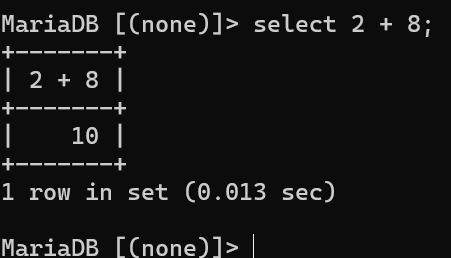 MariaDB [(none)]> select 2 + 8;
+-------+
| 2 + 8 |
+-------+
|    10 |
+-------+
1 row in set (0.013 sec)

MariaDB [(none)]>